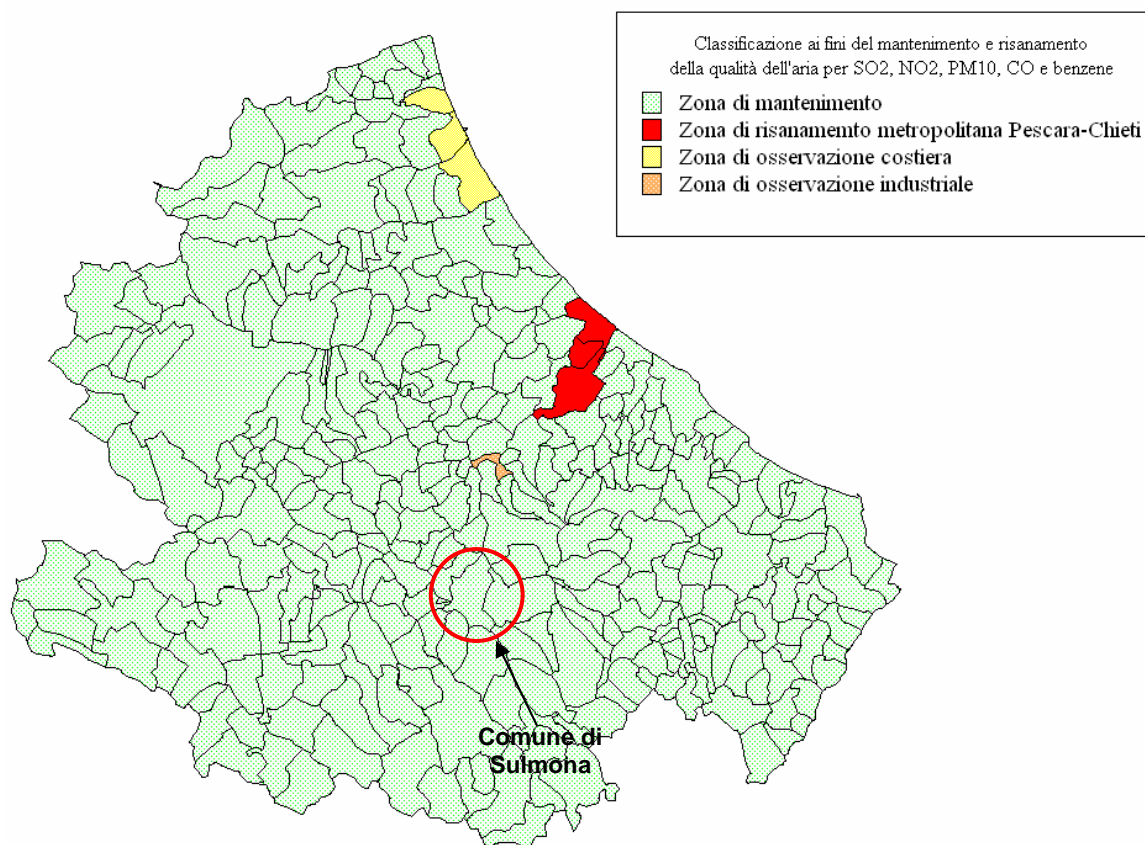 Classificazione ai fini del mantenimento e risanamento
della qualità dell'aria per SO2, NO2, PM10, CO e benzene
Zona di mantenimento
Zona di risanamemto metropolitana Pescara-Chieti
Zona di osservazione costiera
Zona di osservazione industriale
Comune di
Sulmona